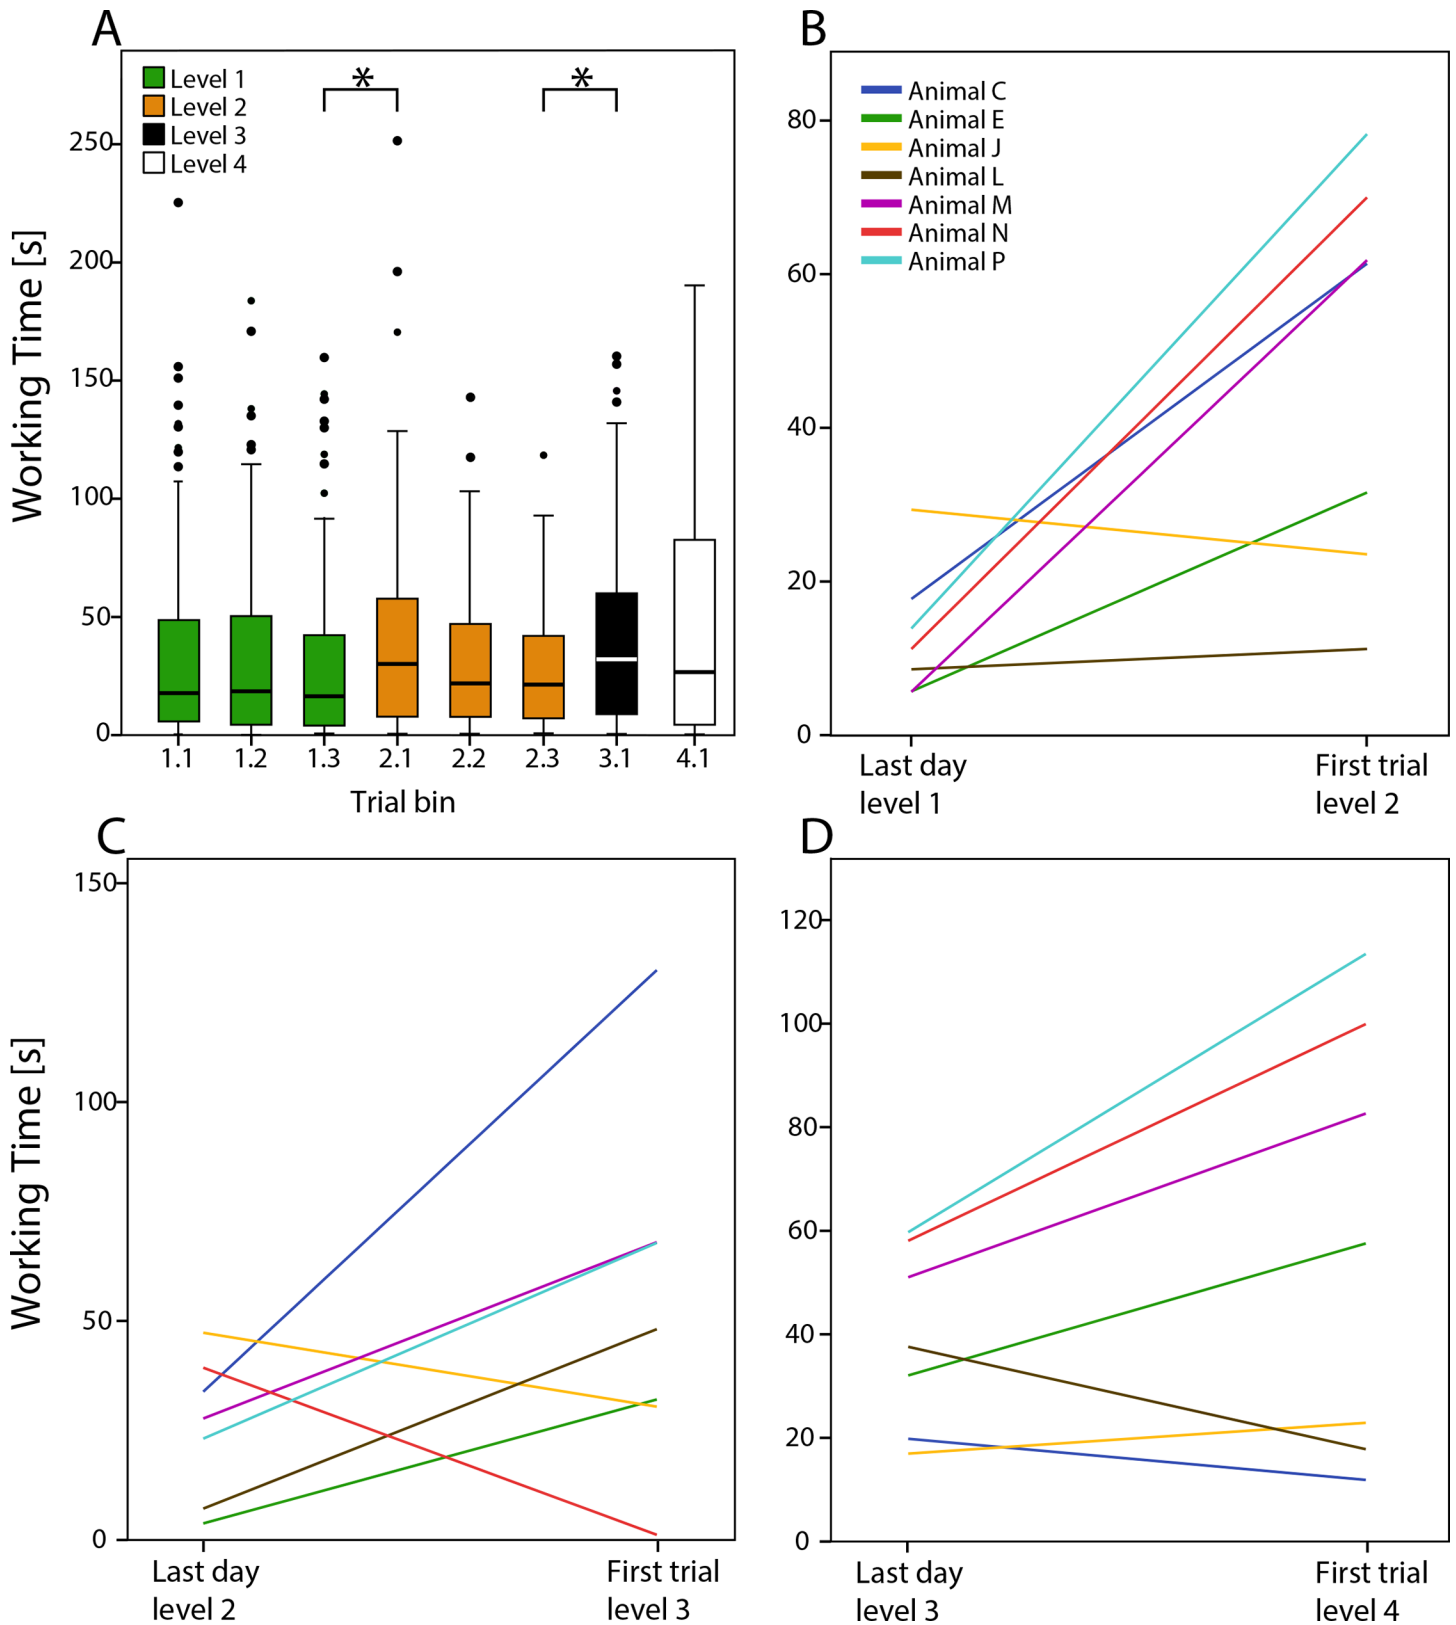 A
Level 1
Level 2
Level 3
Level 4
*
*
Working Time [s]
250
200
150
100
50
0
1.1
1.2
1.3
2.1
2.2
2.3
3.1
4.1
Trial bin
B
Animal C
Animal E
Animal J
Animal L
Animal M
Animal N
Animal P
80
60
40
20
0
Last day
level 1
First trial
level 2
C
Working Time [s]
150
100
50
0
Last day
level 2
First trial
level 3
D
120
100
80
60
40
20
0
Last day
level 3
First trial
level 4